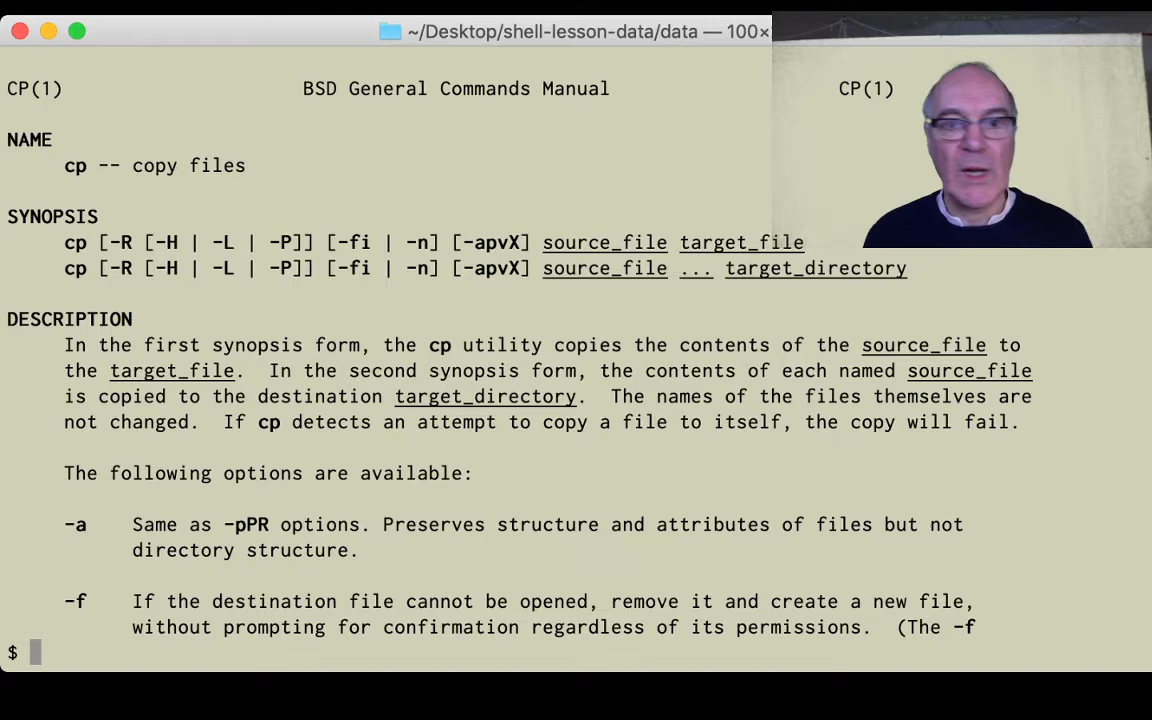 ~/Desktop/shell-lesson-data/data — 100×
CP(1) BSD General Commands Manual CP(1)
NAME
cp -- copy files
SYNOPSIS
cp [-R [-H | -L | -P]] [-fi | -n] [-apvX] source_file target_file
cp [-R [-H | -L | -P]] [-fi | -n] [-apvX] source_file ... target_directory
DESCRIPTION
In the first synopsis form, the cp utility copies the contents of the source_file to
the target_file. In the second synopsis form, the contents of each named source_file
is copied to the destination target_directory. The names of the files themselves are
not changed. If cp detects an attempt to copy a file to itself, the copy will fail.
The following options are available:
-a Same as -pPR options. Preserves structure and attributes of files but not
directory structure.
-f If the destination file cannot be opened, remove it and create a new file,
without prompting for confirmation regardless of its permissions. (The -f
$